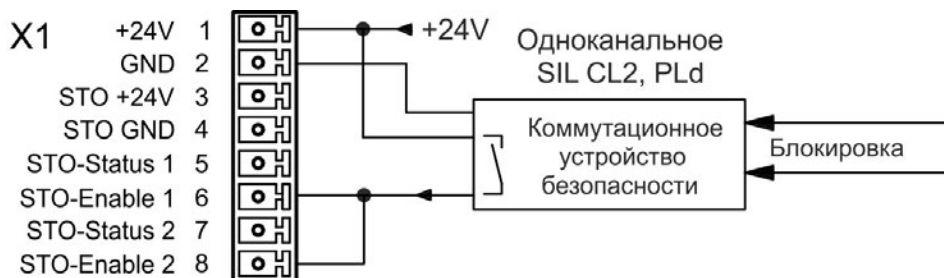 X1
+24V 1
GND 2
STO +24V 3
STO GND 4
STO-Status 1 5
STO-Enable 1 6
STO-Status 2 7
STO-Enable 2 8
+24V
Одноканальное
SIL CL2, PLd
Коммутационное
устройство
безопасности
Блокировка